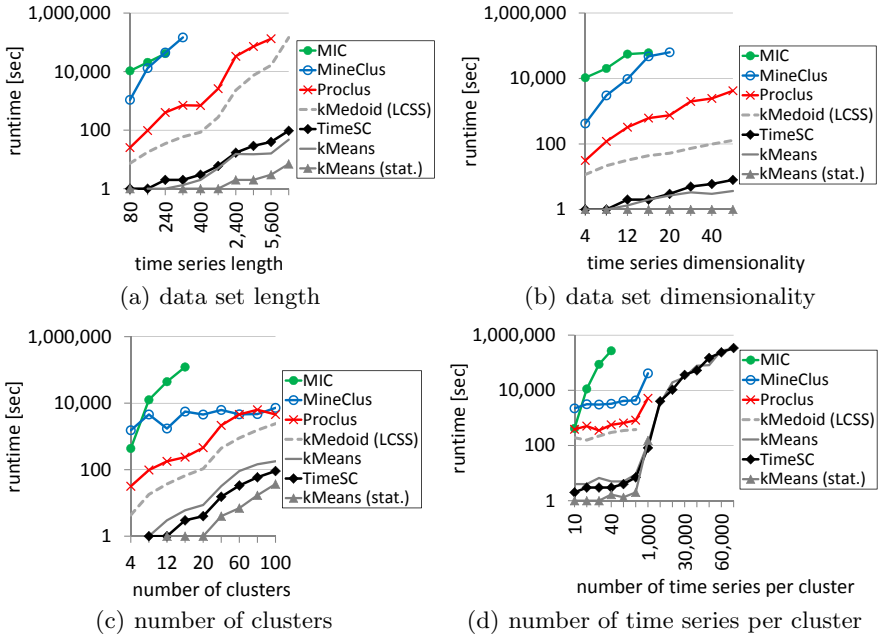 1,000,000
10,000
100
1
runtime [sec]
80
240
400
2,400
5,600
time series length
MIC
MineClus
Proclus
kMedoid (LCSS)
TimeSC
kMeans
kMeans (stat.)
(a) data set length
1,000,000
10,000
100
1
runtime [sec]
4
12
20
40
time series dimensionality
MIC
MineClus
Proclus
kMedoid (LCSS)
TimeSC
kMeans
kMeans (stat.)
(b) data set dimensionality
1,000,000
10,000
100
1
runtime [sec]
4
12
20
60
100
number of clusters
MIC
MineClus
Proclus
kMedoid (LCSS)
kMeans
TimeSC
kMeans (stat.)
(c) number of clusters
1,000,000
10,000
100
1
runtime [sec]
10
40
1,000
30,000
60,000
number of time series per cluster
MIC
MineClus
Proclus
kMedoid (LCSS)
kMeans
TimeSC
kMeans (stat.)
(d) number of time series per cluster